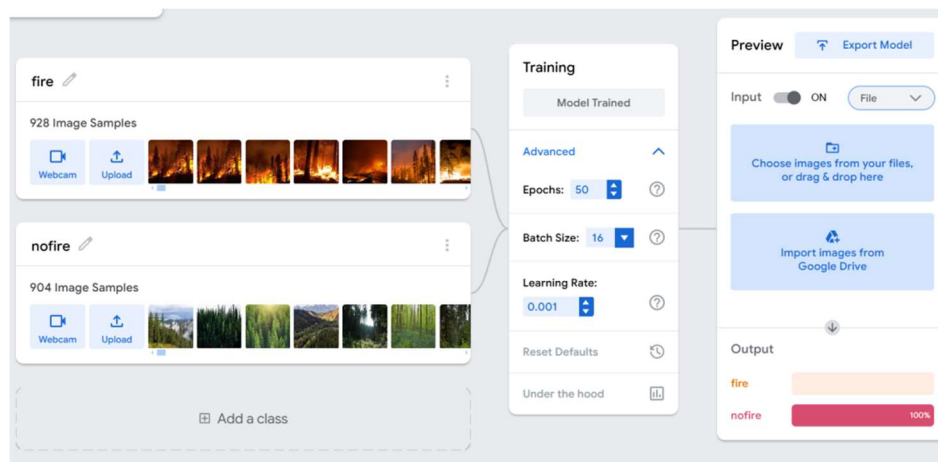 fire
928 Image Samples
Webcam
Upload
nofire
904 Image Samples
Webcam
Upload
Add a class
Training
Model Trained
Advanced
Epochs: 50
Batch Size: 16
Learning Rate:
0.001
Reset Defaults
Under the hood
Preview
Export Model
Input ON File
Choose images from your files,
or drag & drop here
Import images from
Google Drive
Output
fire
nofire 100%